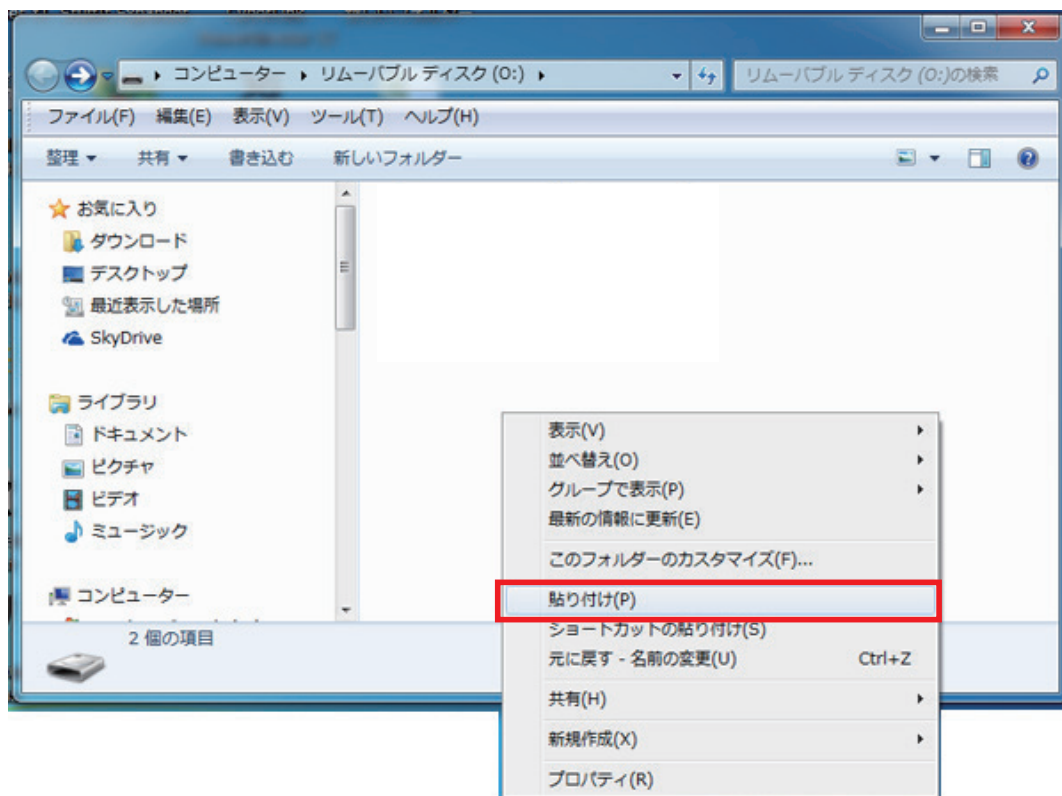 コンピューター
リムーバブル ディスク (O:)
リムーバブル ディスク (O:)の検索
ファイル(F) 編集(E) 表示(V) ツール(T) ヘルプ(H)
整理 共有 書き込む 新しいフォルダー
お気に入り
ダウンロード
デスクトップ
最近表示した場所
SkyDrive
ライブラリ
ドキュメント
ピクチャ
ビデオ
ミュージック
コンピューター
2 個の項目
表示(V)
並べ替え(O)
グループで表示(P)
最新の情報に更新(E)
このフォルダーのカスタマイズ(F)...
貼り付け(P)
ショートカットの貼り付け(S)
元に戻す - 名前の変更(U) Ctrl+Z
共有(H)
新規作成(X)
プロパティ(R)